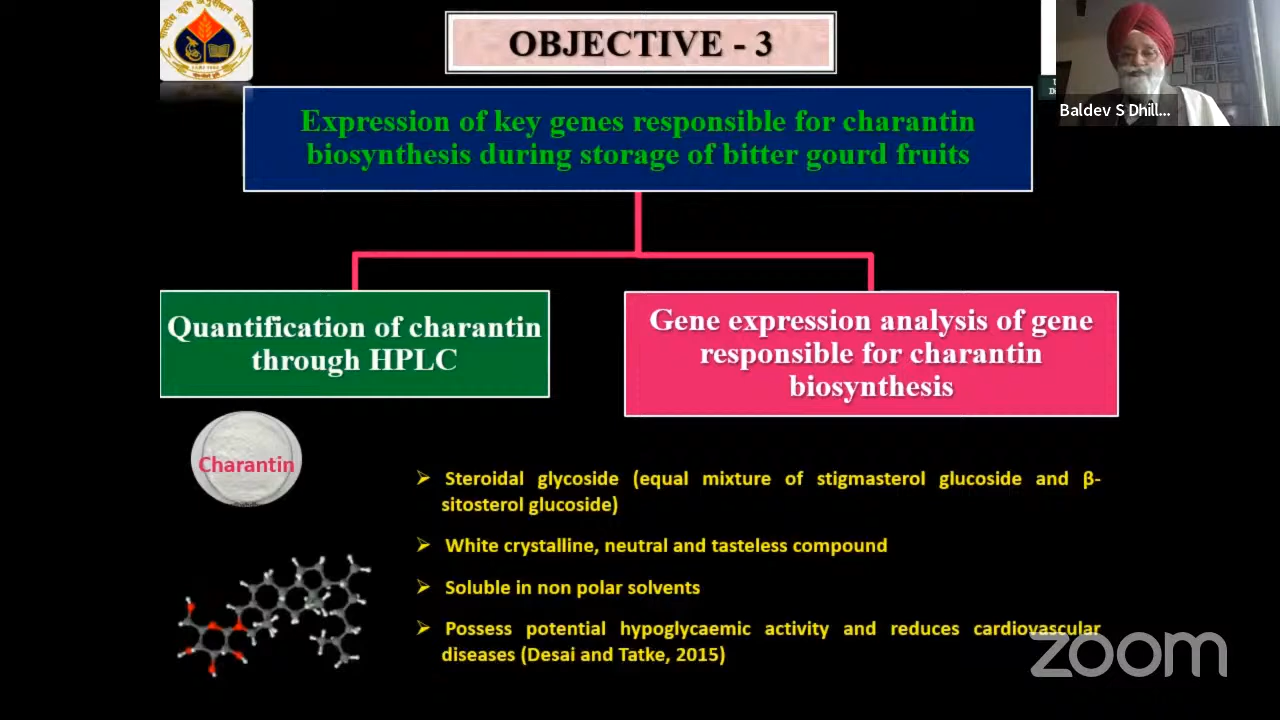 OBJECTIVE - 3
Expression of key genes responsible for charantin
biosynthesis during storage of bitter gourd fruits
Baldev S Dhill...
Quantification of charantin
through HPLC
Gene expression analysis of gene
responsible for charantin
biosynthesis
Charantin
➢ Steroidal glycoside (equal mixture of stigmasterol glucoside and β-
sitosterol glucoside)
➢ White crystalline, neutral and tasteless compound
➢ Soluble in non polar solvents
➢ Possess potential hypoglycaemic activity and reduces cardiovascular
diseases (Desai and Tatke, 2015)
zoom